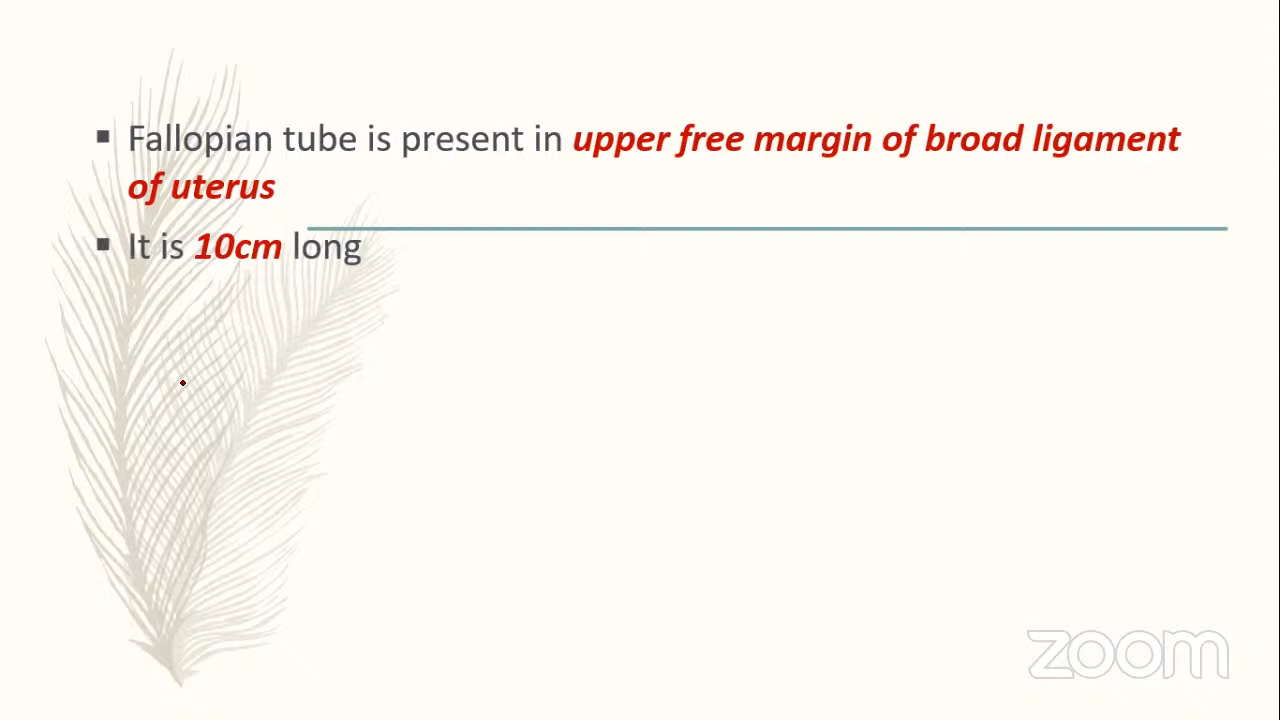 ▪ Fallopian tube is present in upper free margin of broad ligament
of uterus
▪ It is 10cm long
zoom